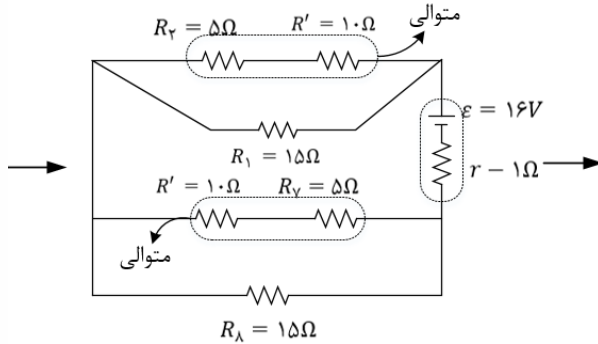 متوالی
R۲ = ۵Ω R' = ۱۰Ω
ε = ۱۶V
R۱ = ۱۵Ω
r − ۱Ω
R' = ۱۰Ω R۷ = ۵Ω
متوالی
R۸ = ۱۵Ω